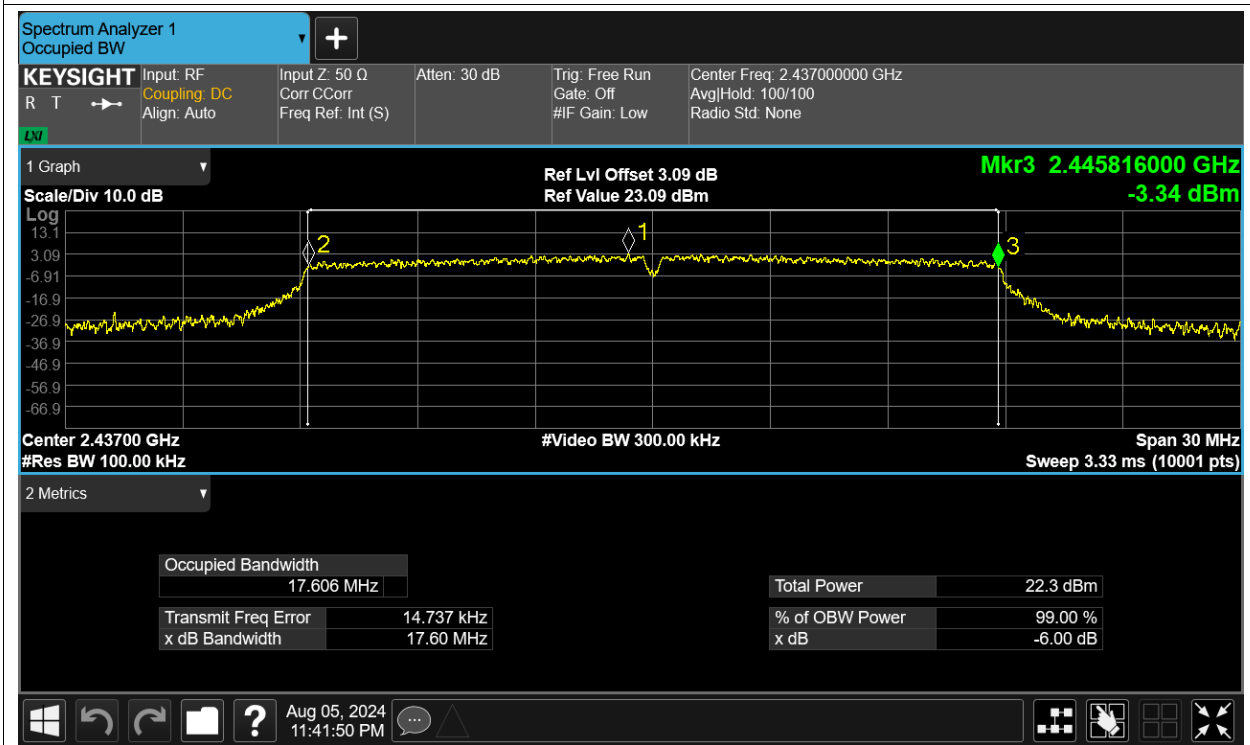 Spectrum Analyzer 1
Occupied BW
KEYSIGHT
R T
LXI
Input: RF
Coupling: DC
Align: Auto
Input Z: 50 Ω
Corr CCorr
Freq Ref: Int (S)
Atten: 30 dB
Trig: Free Run
Gate: Off
#IF Gain: Low
Center Freq: 2.437000000 GHz
Avg|Hold: 100/100
Radio Std: None
1 Graph
Scale/Div 10.0 dB
Ref Lvl Offset 3.09 dB
Ref Value 23.09 dBm
Mkr3 2.445816000 GHz
-3.34 dBm
Log
13.1
3.09
-6.91
-16.9
-26.9
-36.9
-46.9
-56.9
-66.9
2
1
3
Center 2.43700 GHz
#Res BW 100.00 kHz
#Video BW 300.00 kHz
Span 30 MHz
Sweep 3.33 ms (10001 pts)
2 Metrics
Occupied Bandwidth
17.606 MHz
Transmit Freq Error 14.737 kHz
x dB Bandwidth 17.60 MHz
Total Power 22.3 dBm
% of OBW Power 99.00 %
x dB -6.00 dB
?
Aug 05, 2024
11:41:50 PM